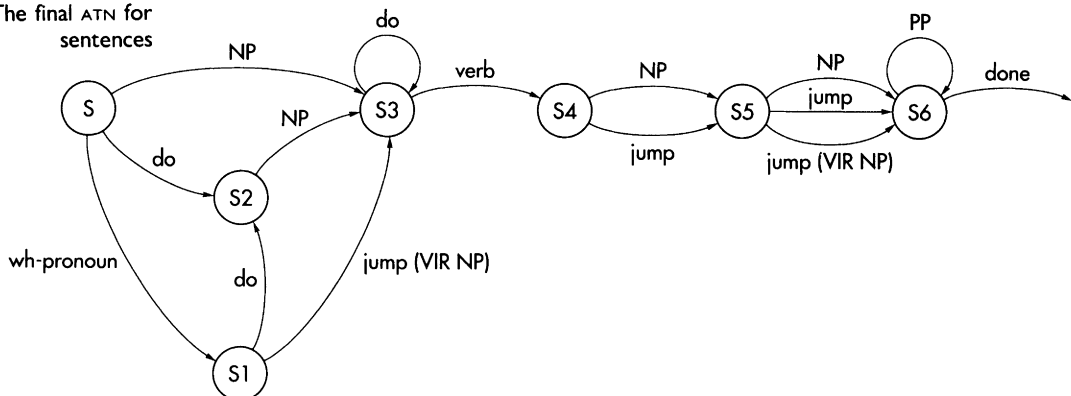 The final ATN for
sentences
do
PP
NP
verb
NP
NP
done
S
S3
S4
S5
jump
S6
NP
do
jump
jump (VIR NP)
S2
wh-pronoun
do
jump (VIR NP)
S1